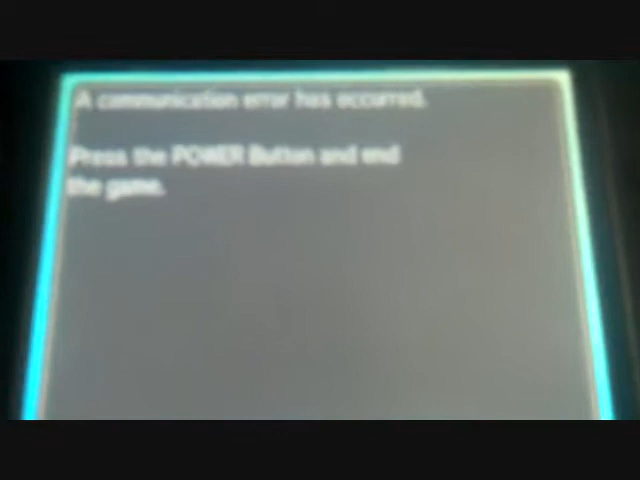 A communication error has occurred.
Press the POWER Button and end
the game.